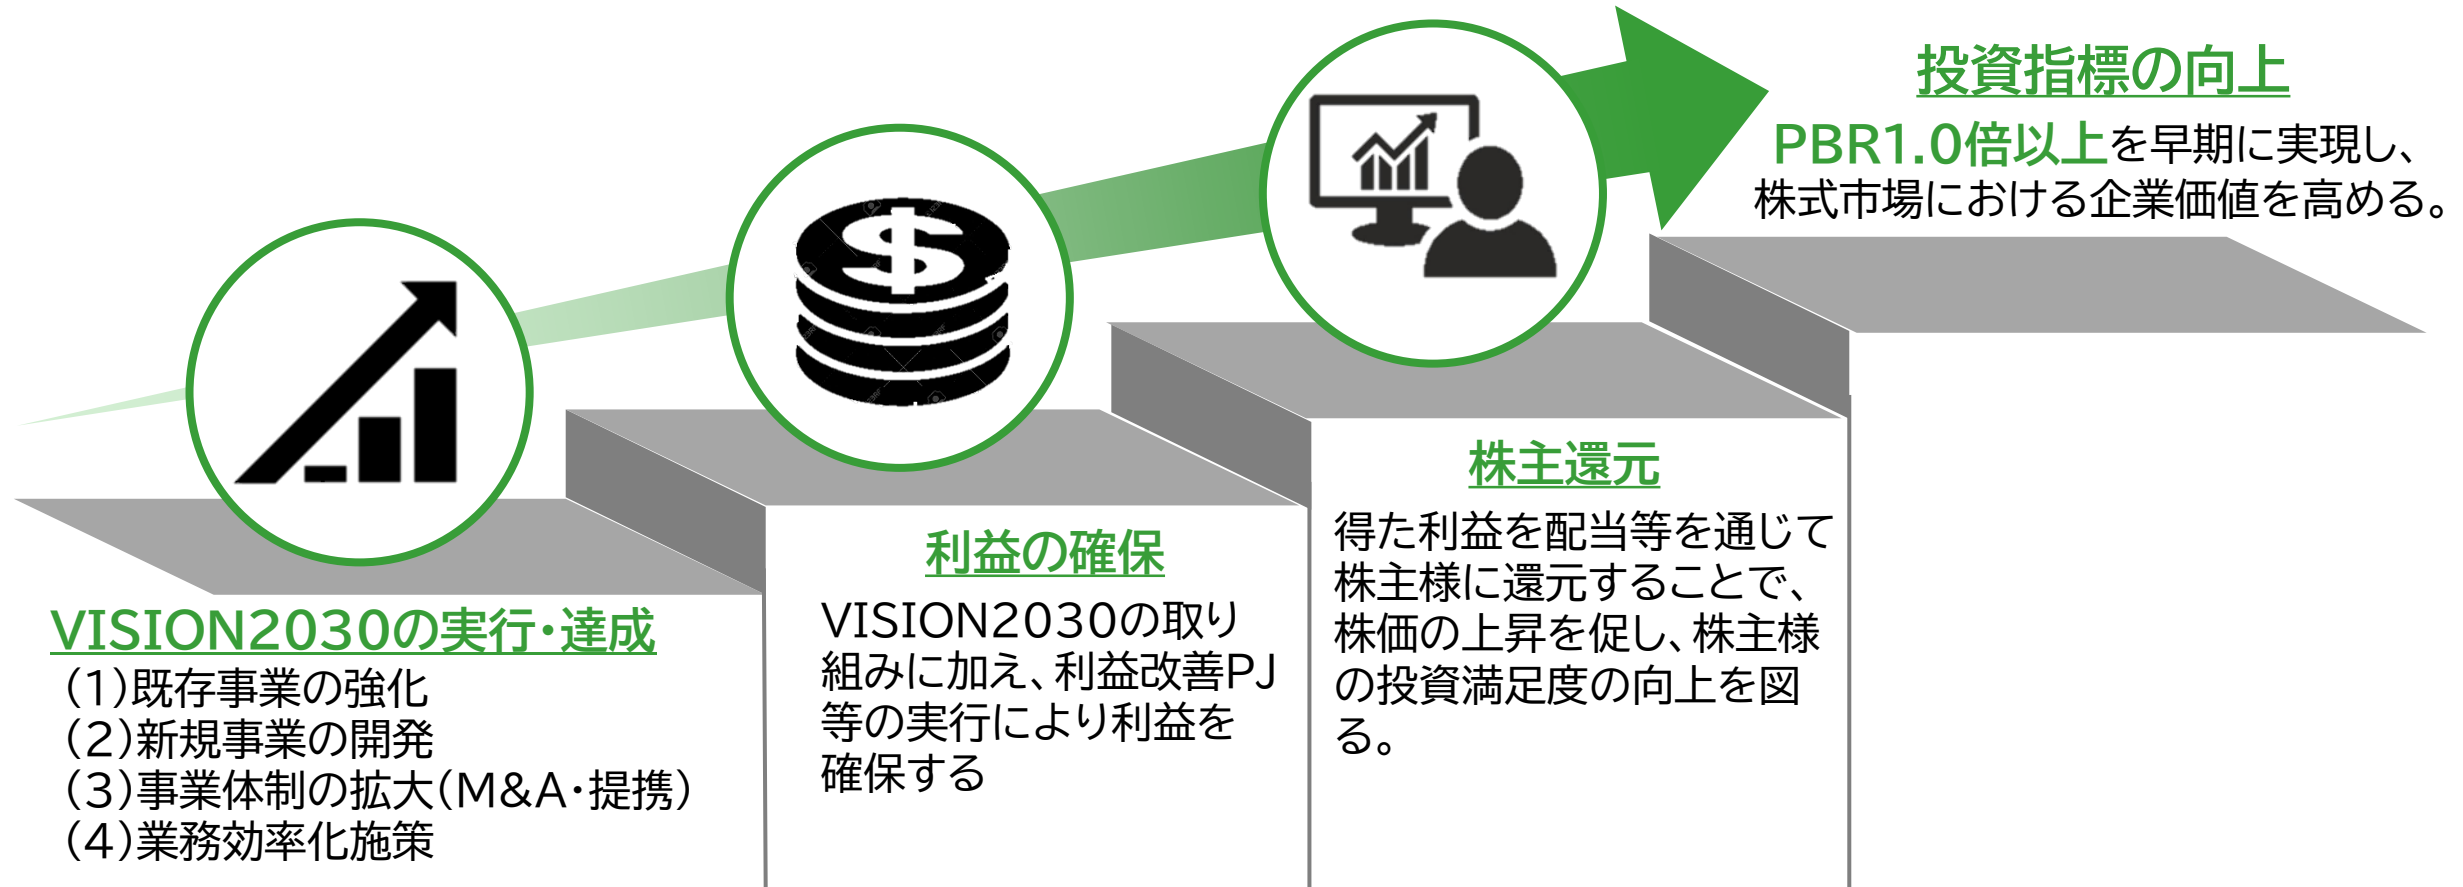 投資指標の向上
PBR1.0倍以上を早期に実現し、
株式市場における企業価値を高める。
株主還元
得た利益を配当等を通じて
株主様に還元することで、
株価の上昇を促し、株主様
の投資満足度の向上を図
る。
利益の確保
VISION2030の取り
組みに加え、利益改善PJ
等の実行により利益を
確保する
VISION2030の実行・達成
(1)既存事業の強化
(2)新規事業の開発
(3)事業体制の拡大(M&A・提携)
(4)業務効率化施策